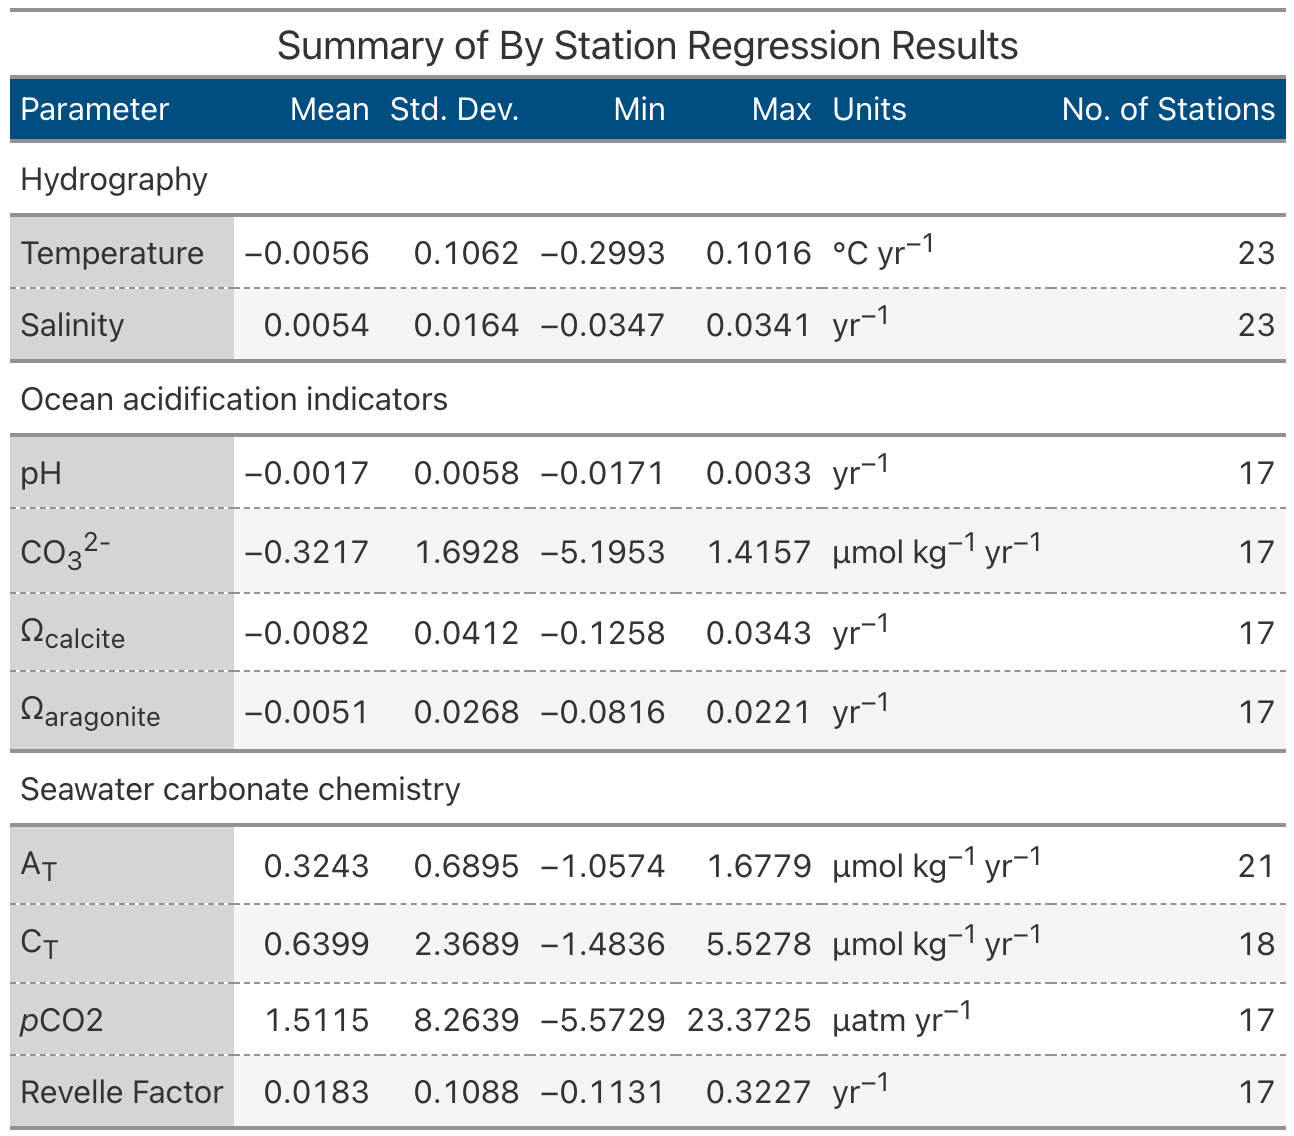 Summary of By Station Regression Results
Parameter Mean Std. Dev. Min Max Units No. of Stations
Hydrography
Temperature −0.0056 0.1062 −0.2993 0.1016 °C yr⁻¹ 23
Salinity 0.0054 0.0164 −0.0347 0.0341 yr⁻¹ 23
Ocean acidification indicators
pH −0.0017 0.0058 −0.0171 0.0033 yr⁻¹ 17
CO₃²⁻ −0.3217 1.6928 −5.1953 1.4157 µmol kg⁻¹ yr⁻¹ 17
Ωcalcite −0.0082 0.0412 −0.1258 0.0343 yr⁻¹ 17
Ωaragonite −0.0051 0.0268 −0.0816 0.0221 yr⁻¹ 17
Seawater carbonate chemistry
A_T 0.3243 0.6895 −1.0574 1.6779 µmol kg⁻¹ yr⁻¹ 21
C_T 0.6399 2.3689 −1.4836 5.5278 µmol kg⁻¹ yr⁻¹ 18
pCO2 1.5115 8.2639 −5.5729 23.3725 µatm yr⁻¹ 17
Revelle Factor 0.0183 0.1088 −0.1131 0.3227 yr⁻¹ 17